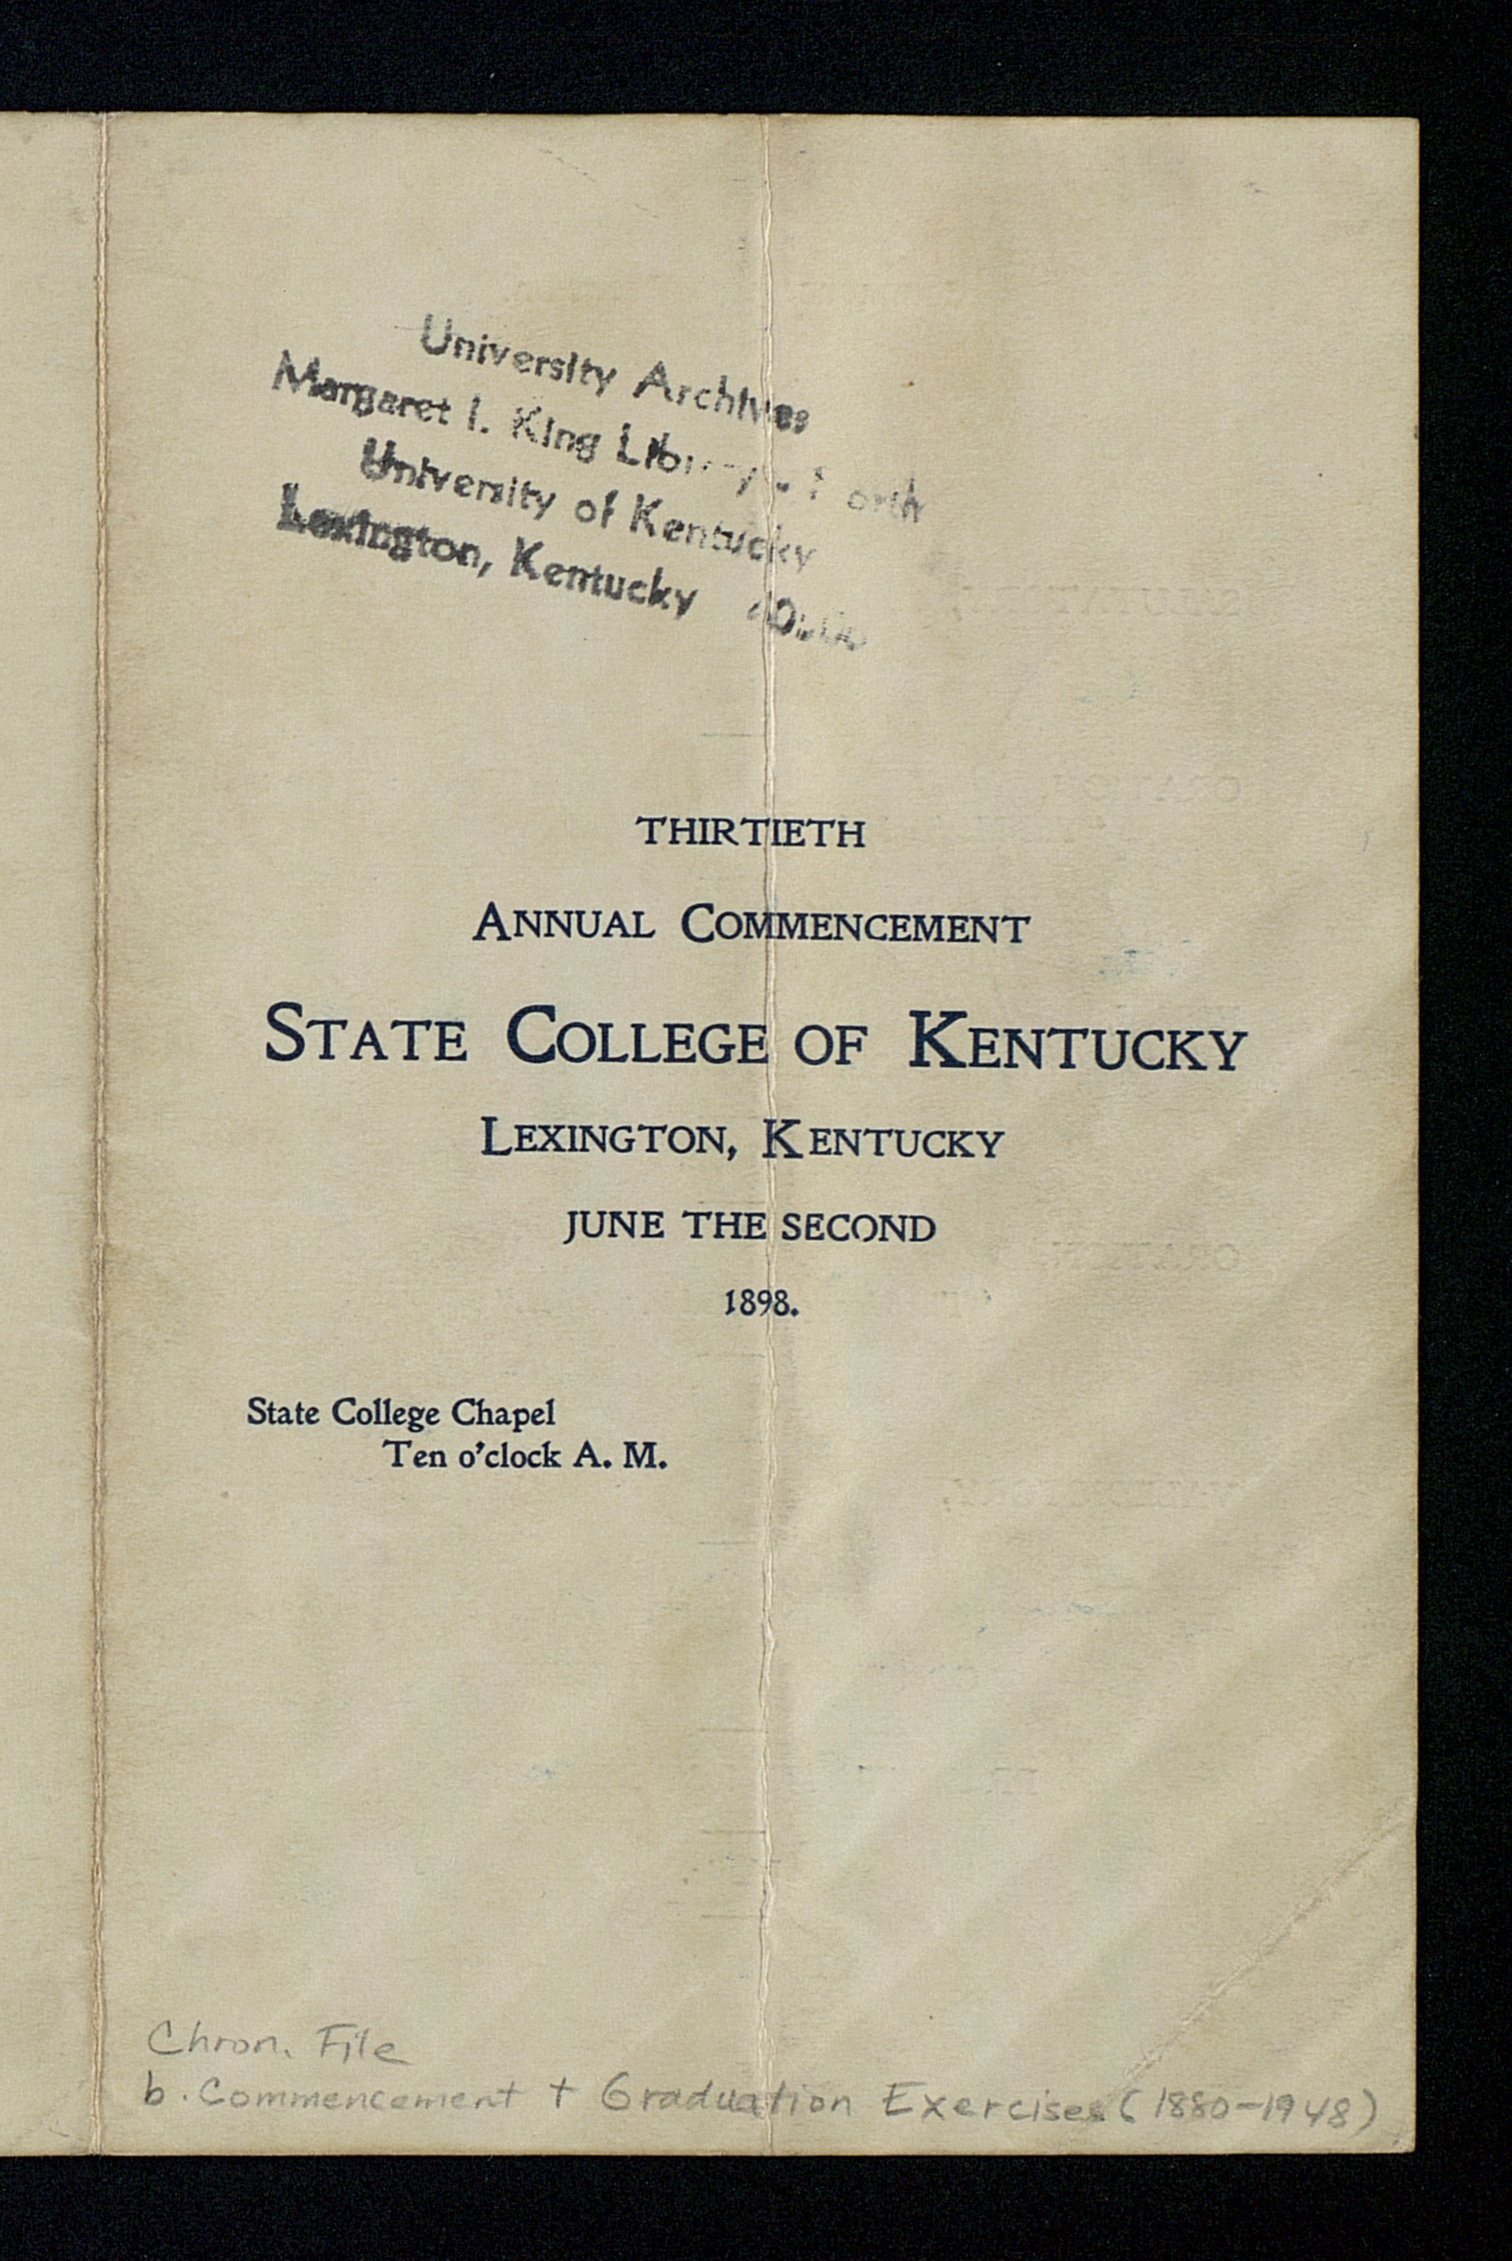 University Archives
Margaret I. King Library
University of Kentucky
Lexington, Kentucky
THIRTIETH
ANNUAL COMMENCEMENT
STATE COLLEGE OF KENTUCKY
LEXINGTON, KENTUCKY
JUNE THE SECOND
1898.
State College Chapel
Ten o'clock A. M.
Chron. File
b. Commencement + Graduation Exercises (1880-1948)